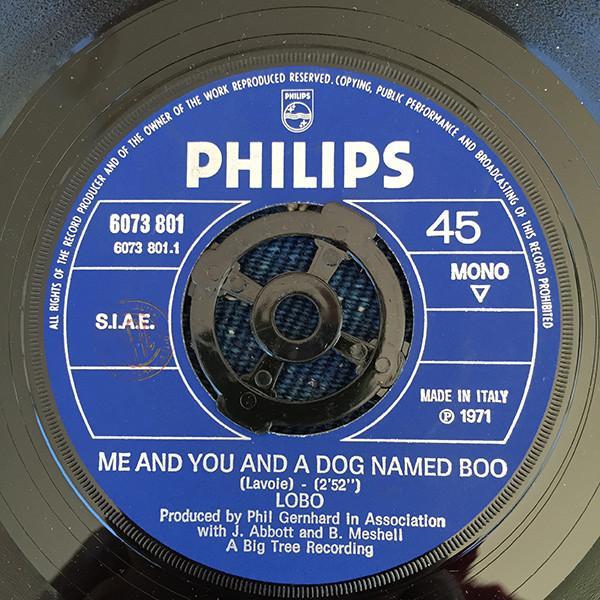 ALL RIGHTS OF THE RECORD PRODUCER AND OF THE OWNER OF THE WORK REPRODUCED RESERVED. COPYING, PUBLIC PERFORMANCE AND BROADCASTING OF THIS RECORD PROHIBITED
PHILIPS
PHILIPS
6073 801
6073 801.1
45
MONO
S.I.A.E.
MADE IN ITALY
℗ 1971
ME AND YOU AND A DOG NAMED BOO
(Lavoie) - (2'52'')
LOBO
Produced by Phil Gernhard in Association
with J. Abbott and B. Meshell
A Big Tree Recording